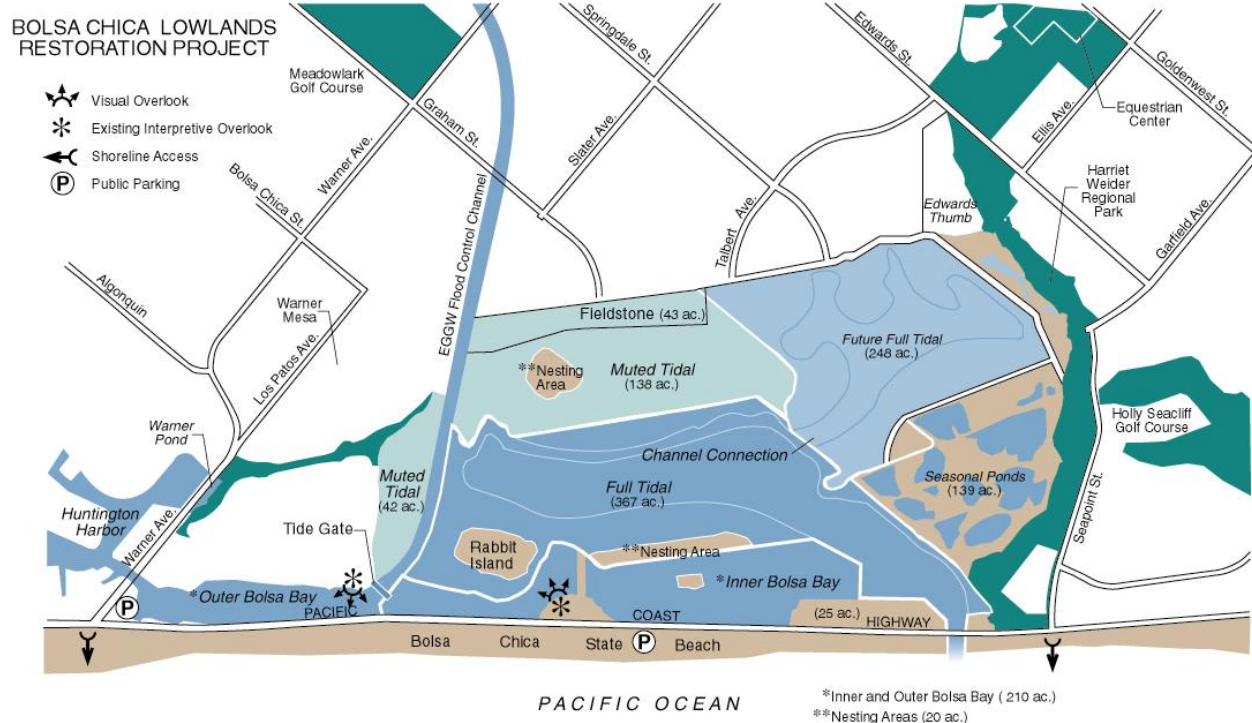 BOLSA CHICA LOWLANDS
RESTORATION PROJECT
Visual Overlook
Existing Interpretive Overlook
Shoreline Access
P Public Parking
Meadowlark
Golf Course
Springdale St.
Edwards St.
Goldenwest St.
Equestrian
Center
Ellis Ave.
Graham St.
Slater Ave.
Warner Ave.
Bolsa Chica St.
EGGW Flood Control Channel
Talbert Ave.
Edwards
Thumb
Harriet
Weider
Regional
Park
Garfield Ave.
Algonquin
Warner
Mesa
Los Patos Ave.
Fieldstone (43 ac.)
Future Full Tidal
(248 ac.)
**Nesting
Area
Muted Tidal
(138 ac.)
Holly Seacliff
Golf Course
Warner
Pond
Channel Connection
Seasonal Ponds
(139 ac.)
Muted
Tidal
(42 ac.)
Full Tidal
(367 ac.)
Seapoint St.
Huntington
Harbor
Warner Ave.
Tide Gate
Rabbit
Island
**Nesting Area
*Outer Bolsa Bay
*Inner Bolsa Bay
P
PACIFIC COAST (25 ac.) HIGHWAY
Bolsa Chica State P Beach
PACIFIC OCEAN
*Inner and Outer Bolsa Bay ( 210 ac.)
**Nesting Areas (20 ac.)